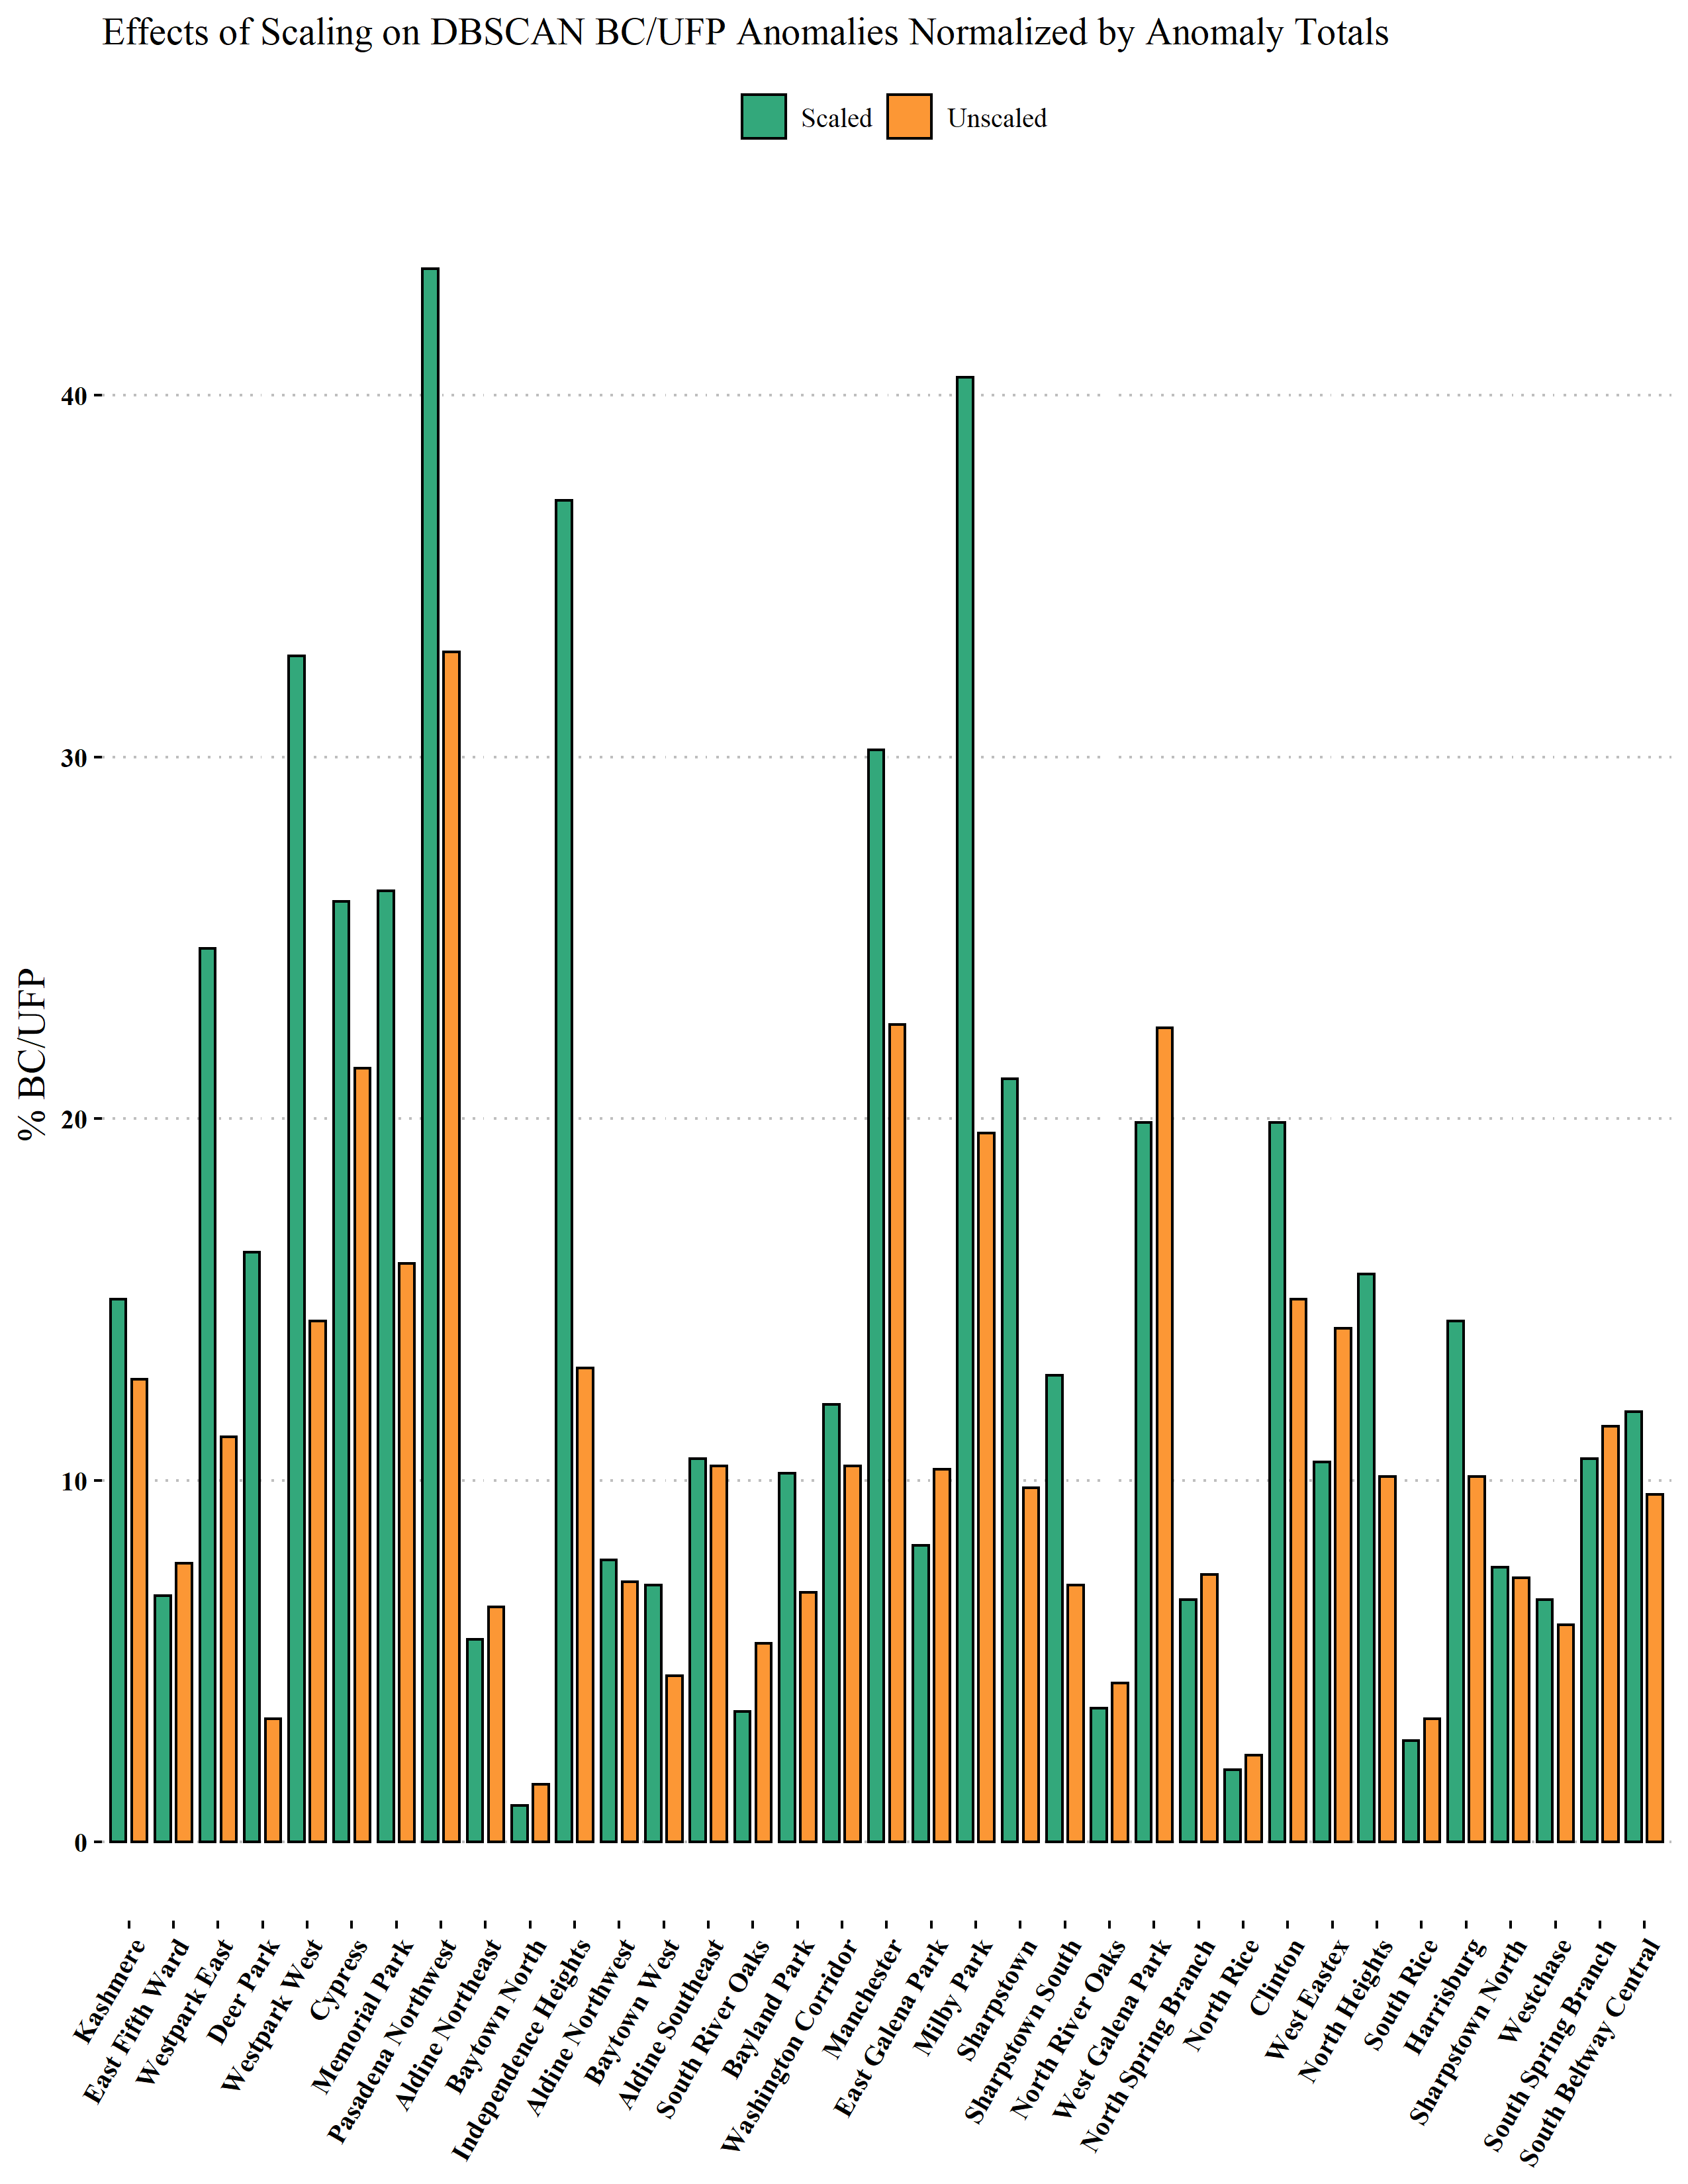 Effects of Scaling on DBSCAN BC/UFP Anomalies Normalized by Anomaly Totals
Scaled
Unscaled
% BC/UFP
40
30
20
10
0
Kashmere
East Fifth Ward
Westpark East
Deer Park
Westpark West
Cypress
Memorial Park
Pasadena Northwest
Aldine Northeast
Baytown North
Independence Heights
Aldine Northwest
Baytown West
Aldine Southeast
South River Oaks
Bayland Park
Washington Corridor
Manchester
East Galena Park
Milby Park
Sharpstown
Sharpstown South
North River Oaks
West Galena Park
North Spring Branch
North Rice
Clinton
West Eastex
North Heights
South Rice
Harrisburg
Sharpstown North
Westchase
South Spring Branch
South Beltway Central